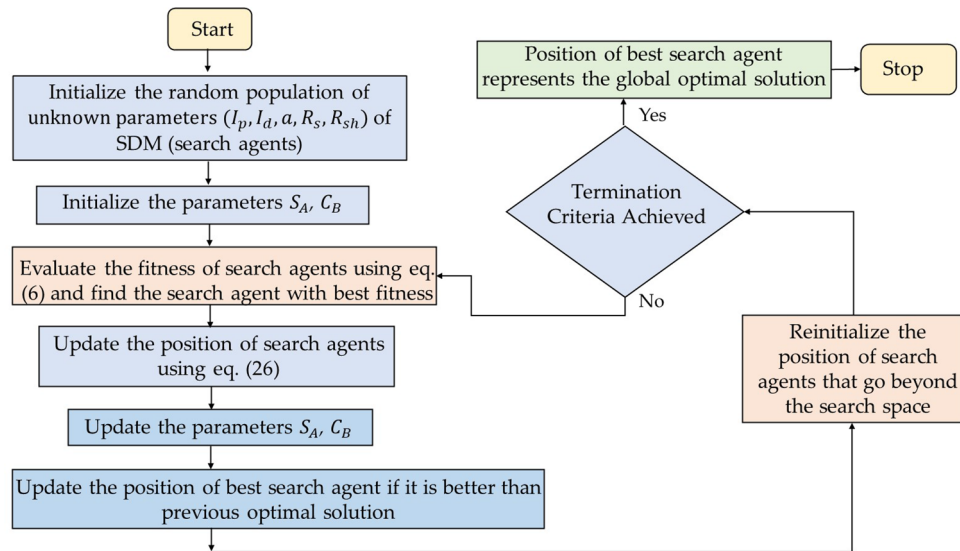 Start
Initialize the random population of
unknown parameters (I_p, I_d, a, R_s, R_sh) of
SDM (search agents)
Initialize the parameters S_A, C_B
Evaluate the fitness of search agents using eq.
(6) and find the search agent with best fitness
Update the position of search agents
using eq. (26)
Update the parameters S_A, C_B
Update the position of best search agent if it is better than
previous optimal solution
Reinitialize the
position of search
agents that go beyond
the search space
Termination
Criteria Achieved
No
Yes
Position of best search agent
represents the global optimal solution
Stop